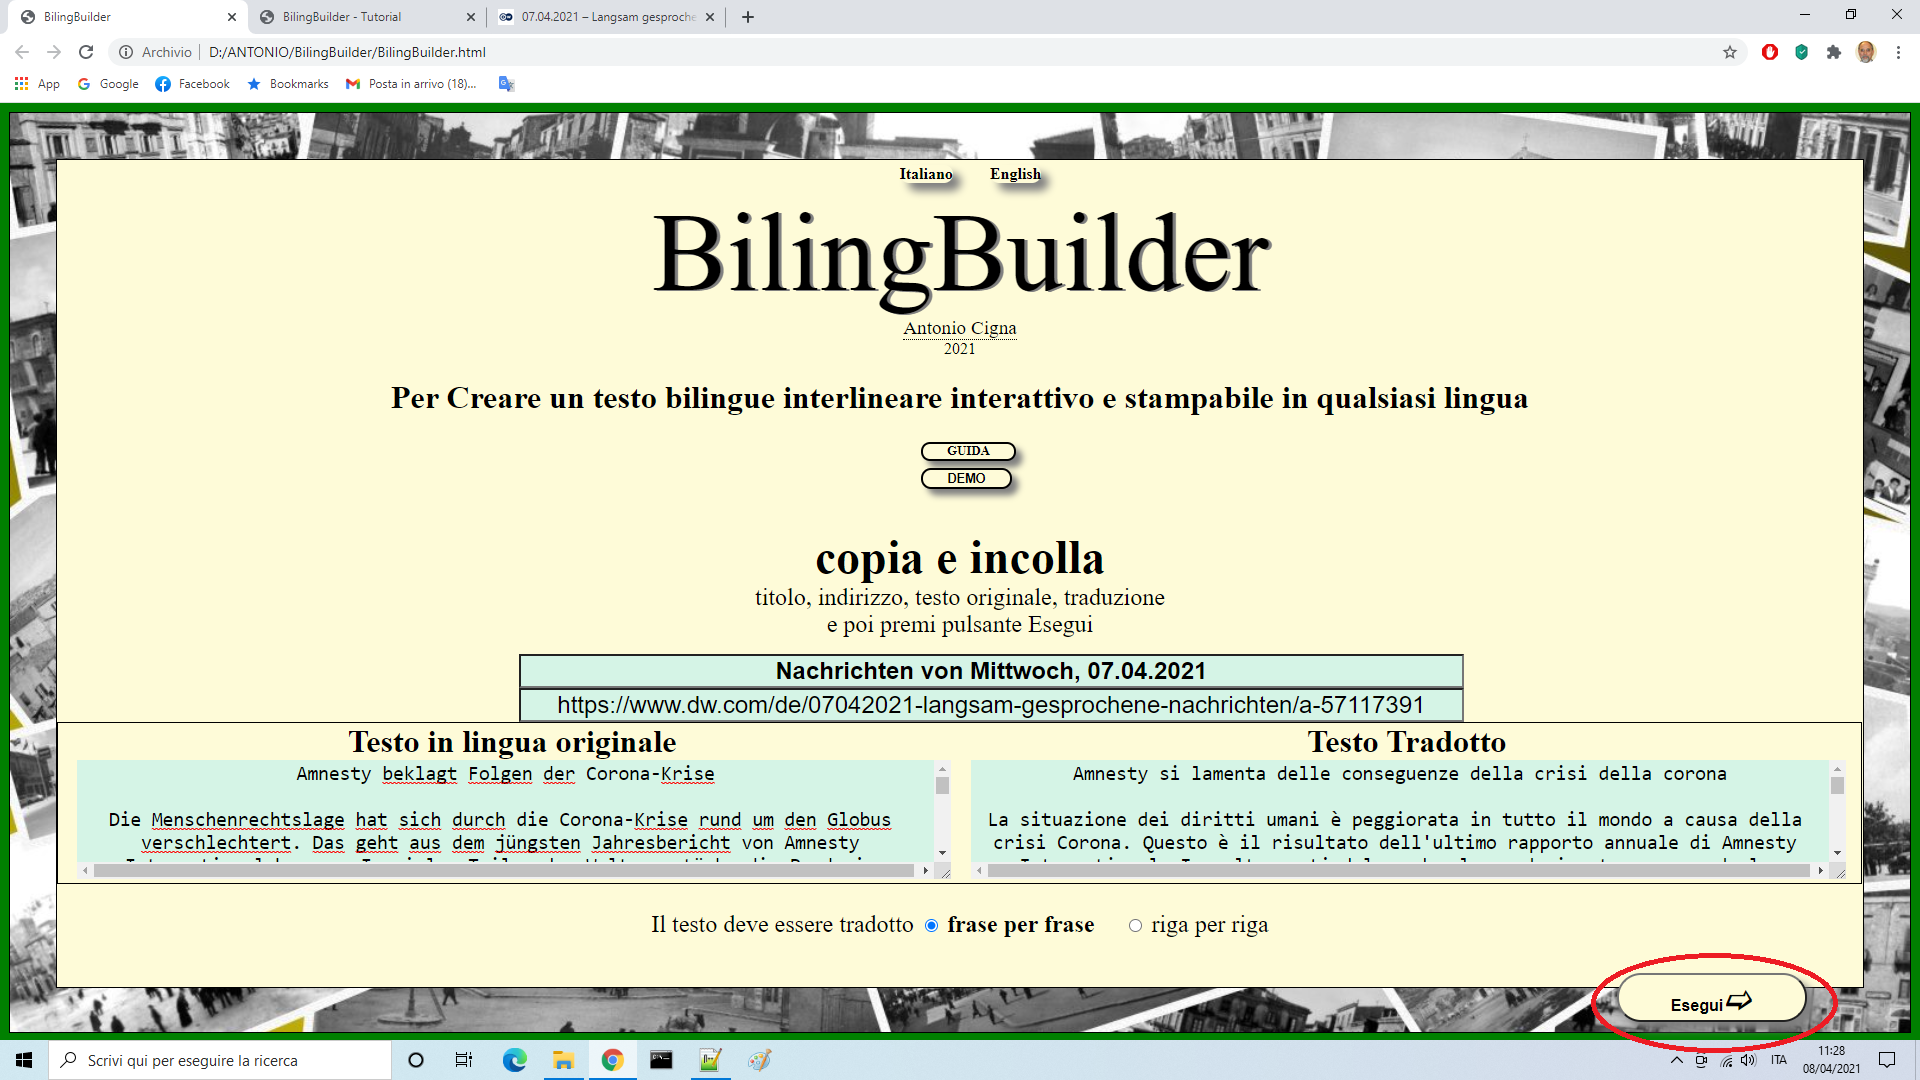 BilingBuilder
BilingBuilder - Tutorial
07.04.2021 – Langsam gesproche
Archivio
D:/ANTONIO/BilingBuilder/BilingBuilder.html
App
Google
Facebook
Bookmarks
Posta in arrivo (18)...
Italiano English
BilingBuilder
Antonio Cigna
2021
Per Creare un testo bilingue interlineare interattivo e stampabile in qualsiasi lingua
GUIDA
DEMO
copia e incolla
titolo, indirizzo, testo originale, traduzione
e poi premi pulsante Esegui
Nachrichten von Mittwoch, 07.04.2021
https://www.dw.com/de/07042021-langsam-gesprochene-nachrichten/a-57117391
Testo in lingua originale
Amnesty beklagt Folgen der Corona-Krise
Die Menschenrechtslage hat sich durch die Corona-Krise rund um den Globus
verschlechtert. Das geht aus dem jüngsten Jahresbericht von Amnesty
Testo Tradotto
Amnesty si lamenta delle conseguenze della crisi della corona
La situazione dei diritti umani è peggiorata in tutto il mondo a causa della
crisi Corona. Questo è il risultato dell'ultimo rapporto annuale di Amnesty
Il testo deve essere tradotto frase per frase riga per riga
Esegui
Scrivi qui per eseguire la ricerca
ITA
11:28
08/04/2021